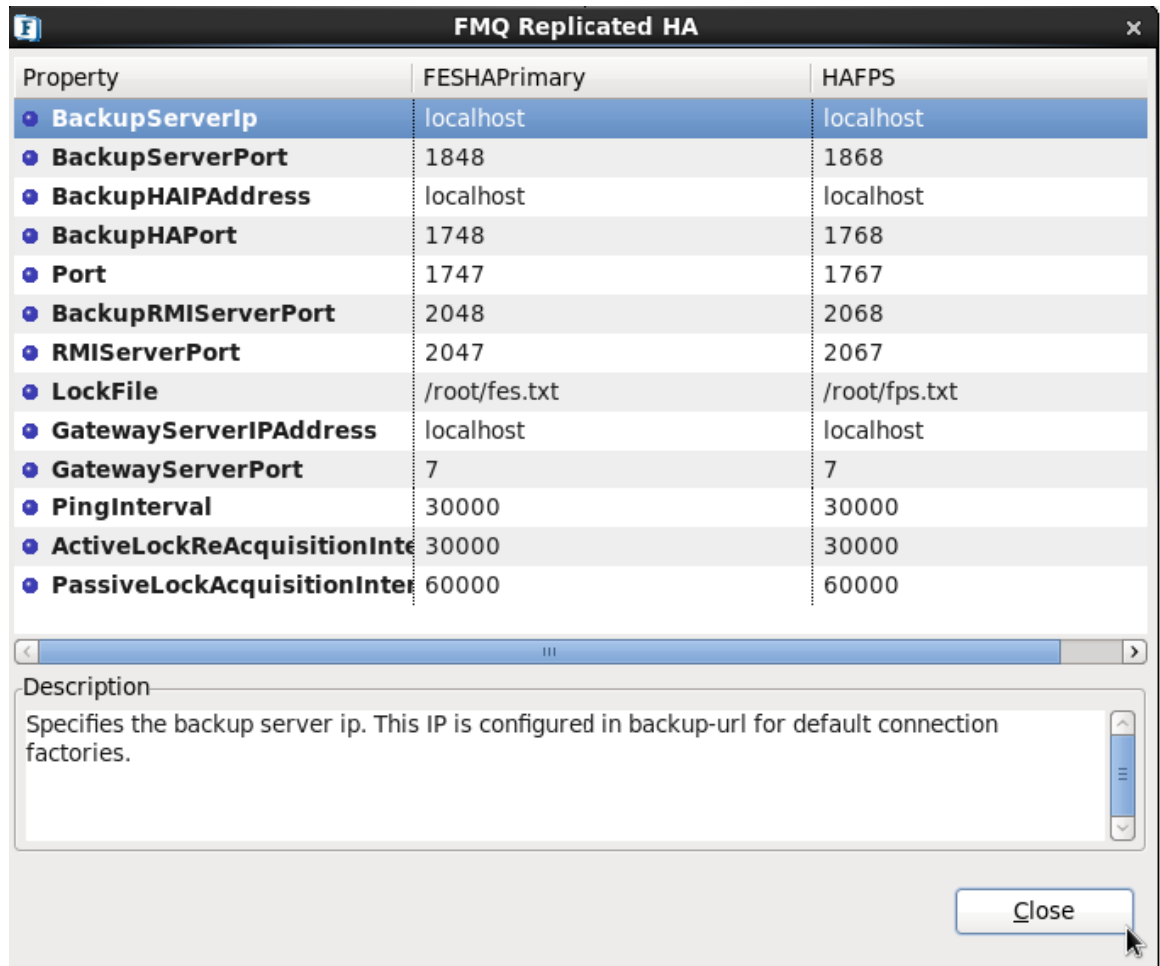 FMQ Replicated HA
Property FESHAPrimary HAFPS
BackupServerIp localhost localhost
BackupServerPort 1848 1868
BackupHAIPAddress localhost localhost
BackupHAPort 1748 1768
Port 1747 1767
BackupRMIServerPort 2048 2068
RMIServerPort 2047 2067
LockFile /root/fes.txt /root/fps.txt
GatewayServerIPAddress localhost localhost
GatewayServerPort 7 7
PingInterval 30000 30000
ActiveLockReAcquisitionInte 30000 30000
PassiveLockAcquisitionInter 60000 60000
Description
Specifies the backup server ip. This IP is configured in backup-url for default connection
factories.
Close